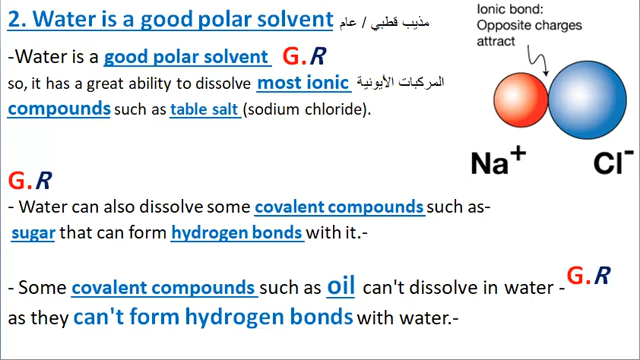 2. Water is a good polar solvent مذيب قطبي / عام
-Water is a good polar solvent G.R
so, it has a great ability to dissolve most ionic المركبات الأيونية
compounds such as table salt (sodium chloride).
Ionic bond:
Opposite charges
attract
Na+ Cl-
G.R
- Water can also dissolve some covalent compounds such as-
sugar that can form hydrogen bonds with it.-
- Some covalent compounds such as oil can't dissolve in water - G.R
as they can't form hydrogen bonds with water.-